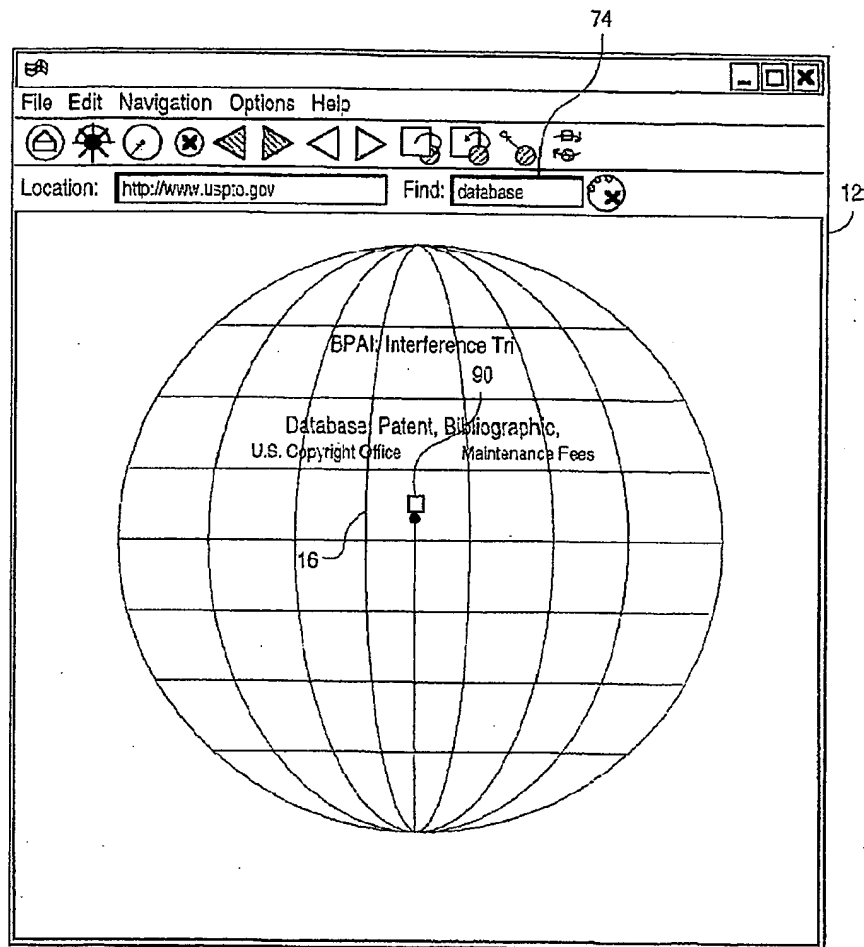 74
File Edit Navigation Options Help
Location: http://www.uspto.gov Find: database
12
BPAI: Interference Tri
90
Database: Patent, Bibliographic,
U.S. Copyright Office Maintenance Fees
16